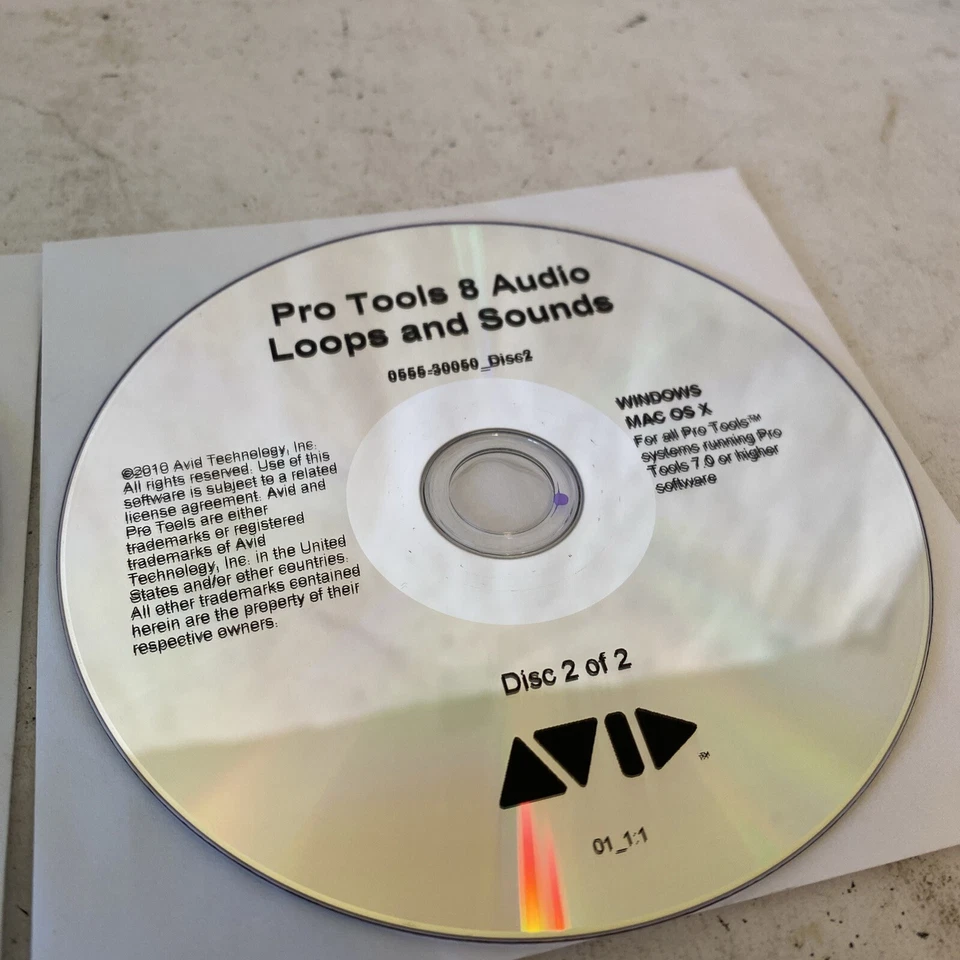 Pro Tools 8 Audio
Loops and Sounds
0555-30050_Disc2
WINDOWS
MAC OS X
For all Pro Tools™
systems running Pro
Tools 7.0 or higher
software
©2010 Avid Technology, Inc.
All rights reserved. Use of this
software is subject to a related
license agreement. Avid and
Pro Tools are either
trademarks or registered
trademarks of Avid
Technology, Inc. in the United
States and/or other countries.
All other trademarks contained
herein are the property of their
respective owners.
Disc 2 of 2
AVID™
01_1:1